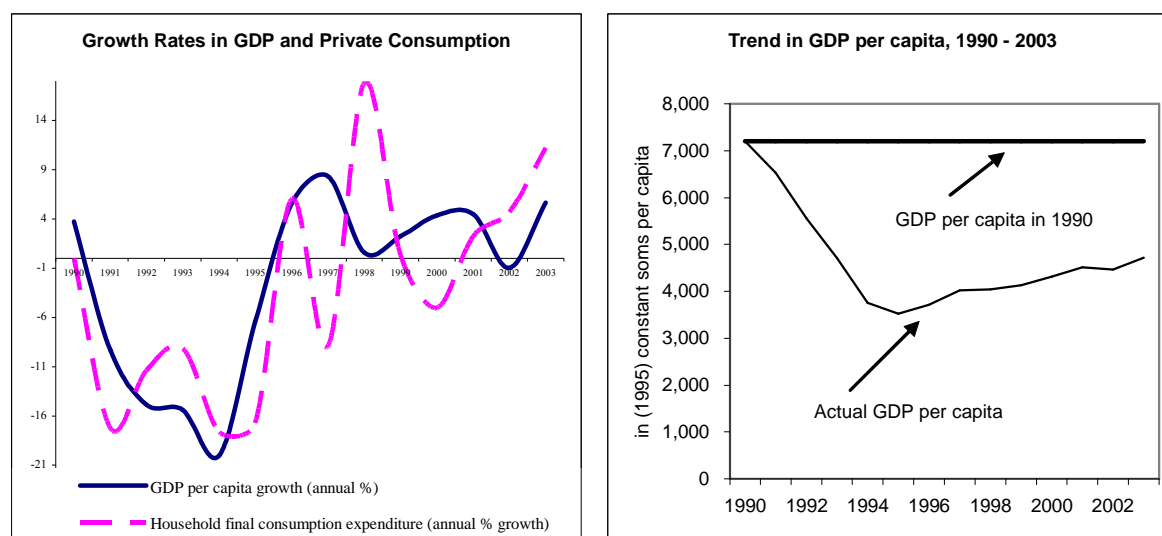 Growth Rates in GDP and Private Consumption
14
9
4
-1
-6
-11
-16
-21
1990 1991 1992 1993 1994 1995 1996 1997 1998 1999 2000 2001 2002 2003
GDP per capita growth (annual %)
Household final consumption expenditure (annual % growth)
Trend in GDP per capita, 1990 - 2003
in (1995) constant soms per capita
8,000
7,000
6,000
5,000
4,000
3,000
2,000
1,000
0
GDP per capita in 1990
Actual GDP per capita
1990 1992 1994 1996 1998 2000 2002